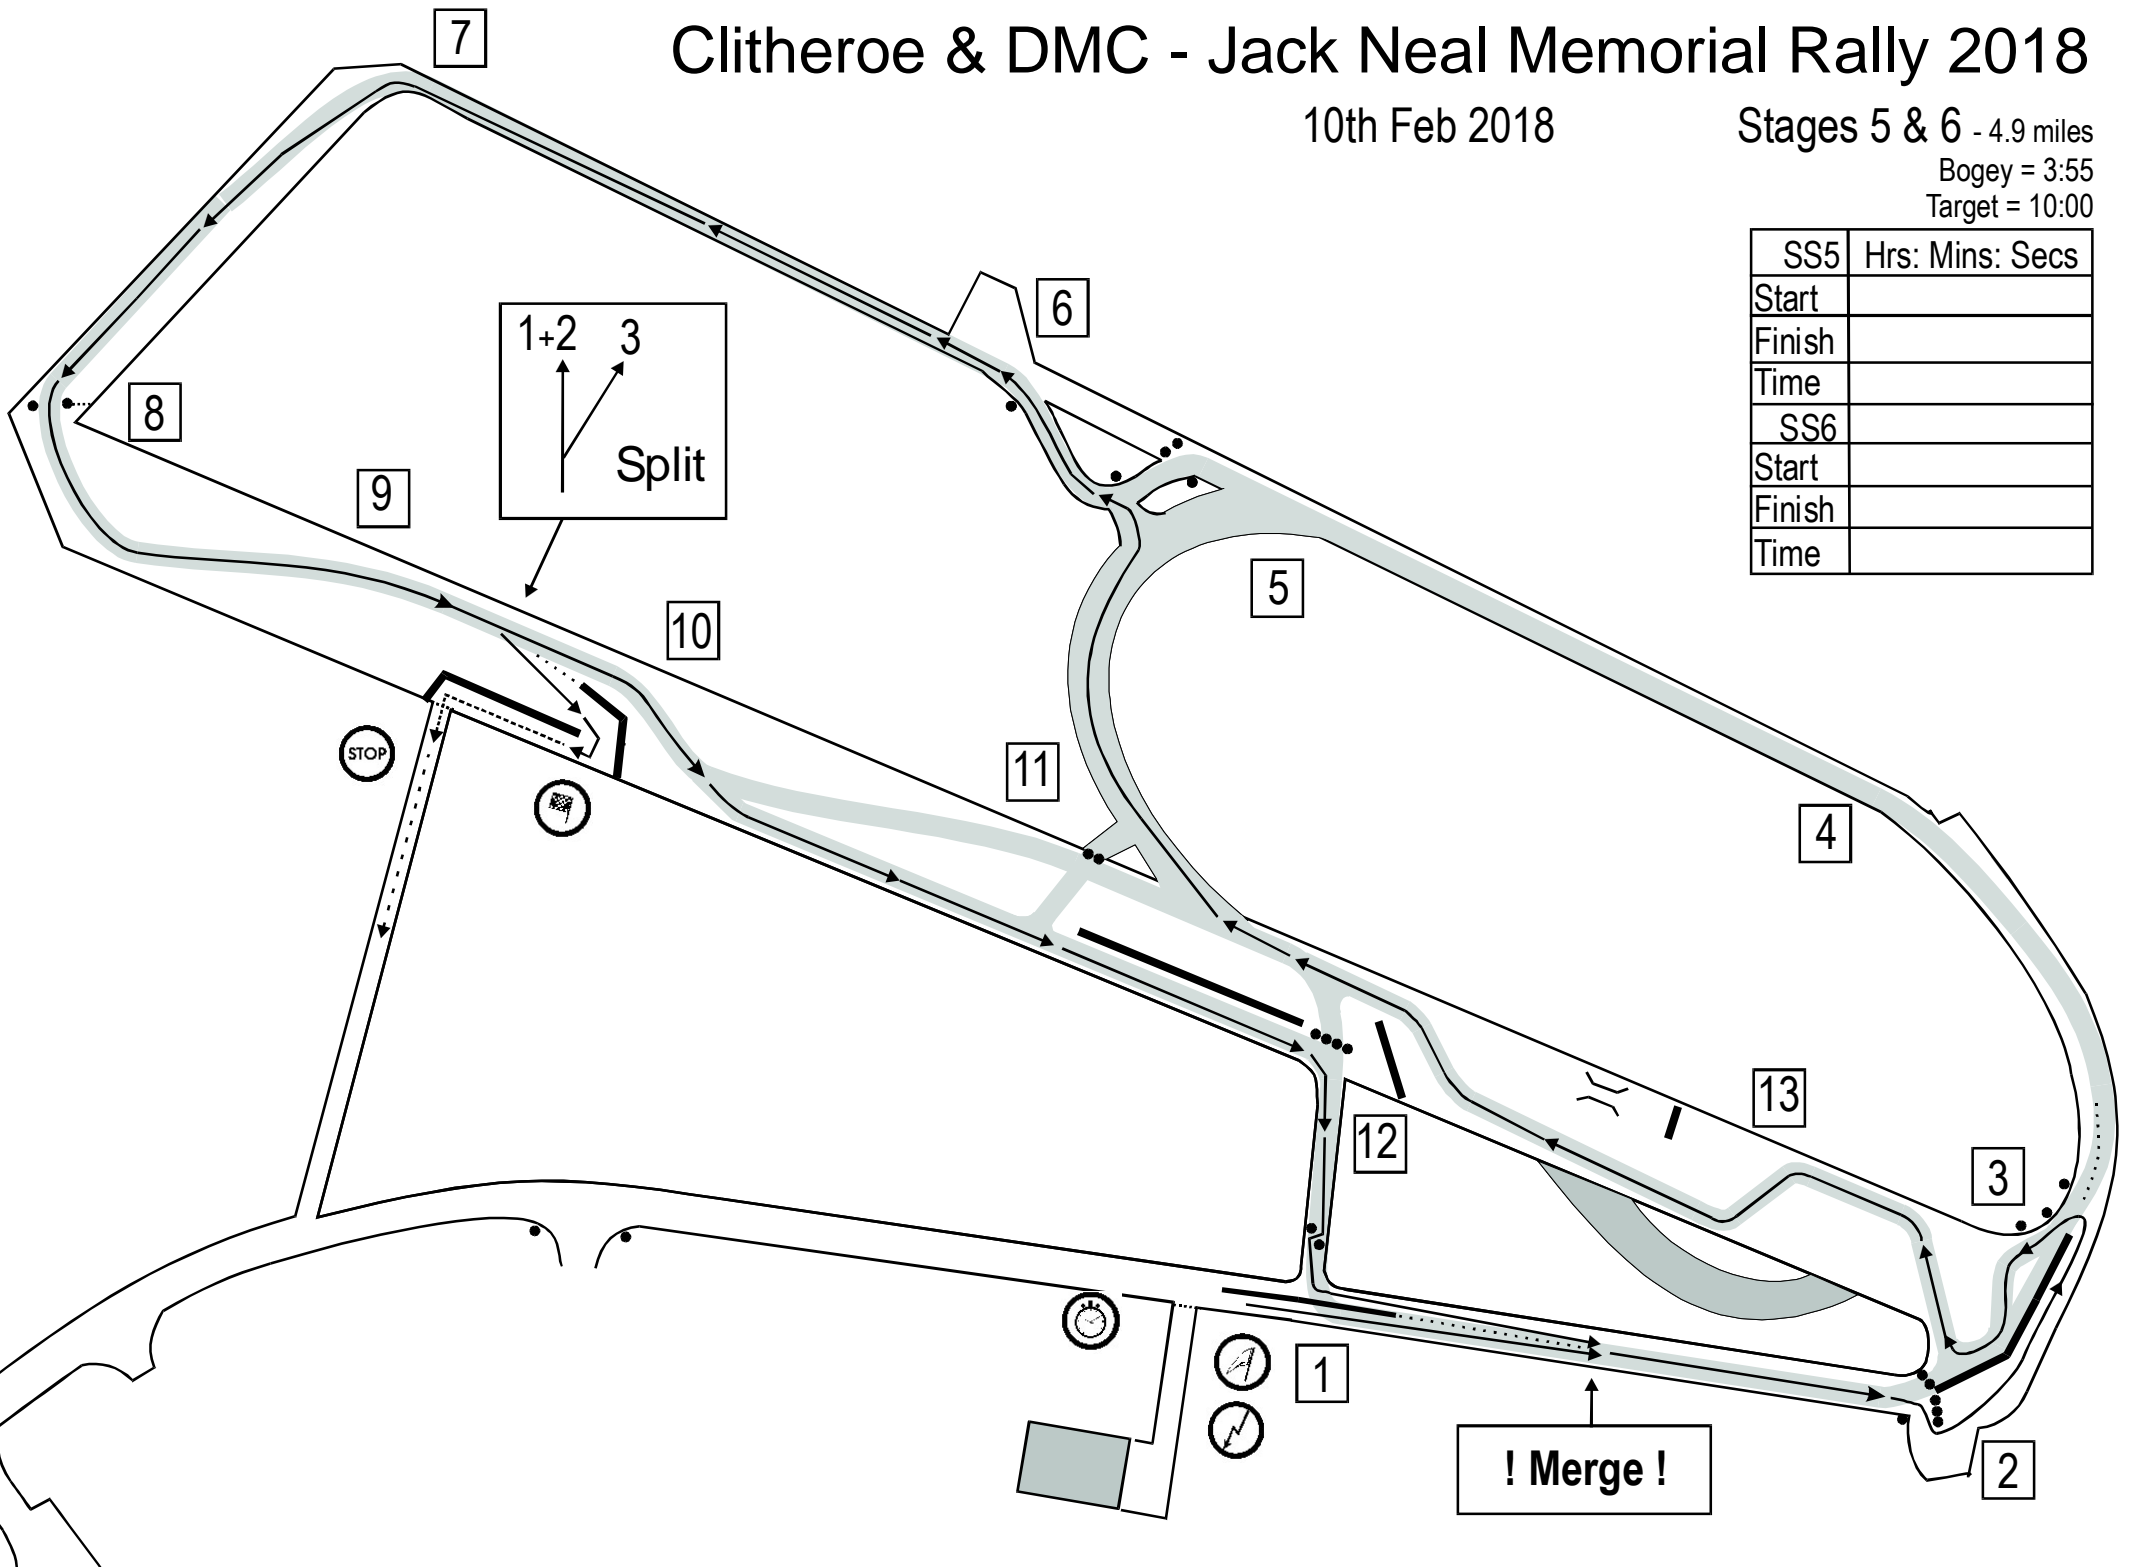 Clitheroe & DMC - Jack Neal Memorial Rally 2018
10th Feb 2018
Stages 5 & 6 - 4.9 miles
Bogey = 3:55
Target = 10:00
SS5 Hrs: Mins: Secs
Start
Finish
Time
SS6
Start
Finish
Time
7
6
1+2 3
Split
8
9
5
10
11
4
13
12
3
STOP
1
! Merge !
2